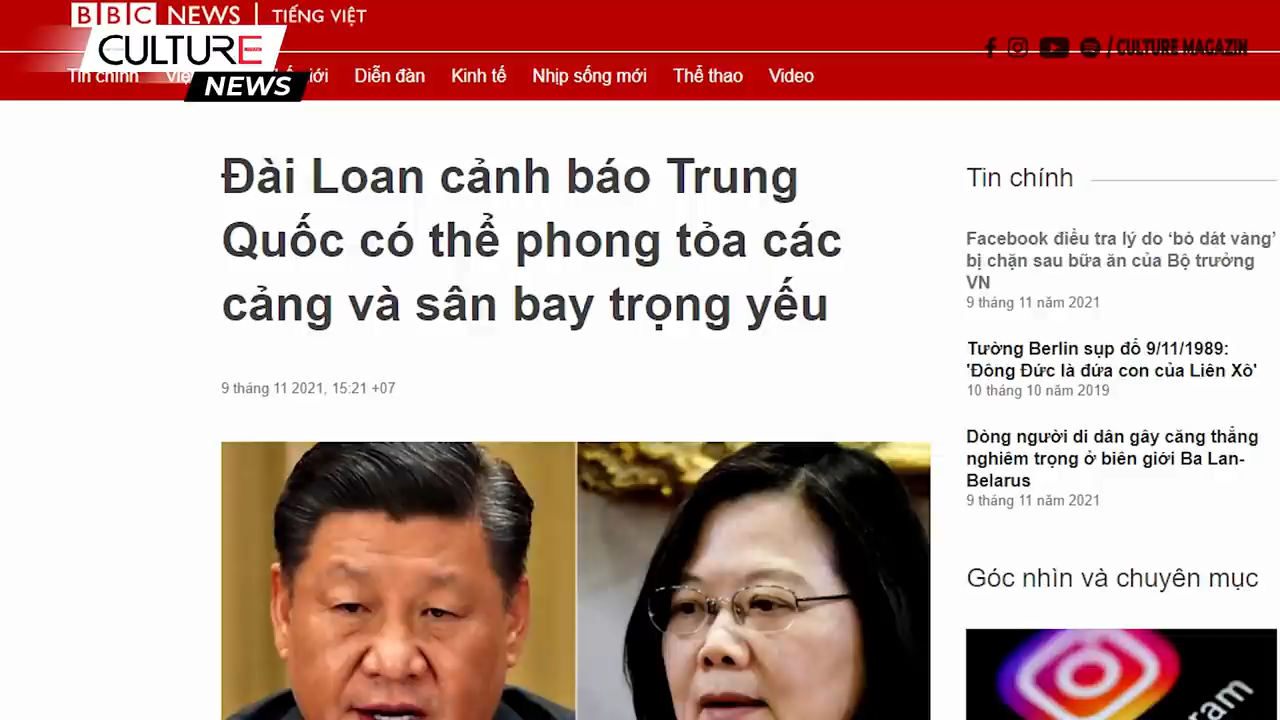 BBC NEWS | TIẾNG VIỆT
CULTURE
NEWS
/ CULTURE MAGAZIN
Tin chính
Diễn đàn
Kinh tế
Nhịp sống mới
Thể thao
Video
Đài Loan cảnh báo Trung
Quốc có thể phong tỏa các
cảng và sân bay trọng yếu
9 tháng 11 2021, 15:21 +07
Tin chính
Facebook điều tra lý do ‘bò dát vàng’
bị chặn sau bữa ăn của Bộ trưởng
VN
9 tháng 11 năm 2021
Tường Berlin sụp đổ 9/11/1989:
'Đông Đức là đứa con của Liên Xô'
10 tháng 10 năm 2019
Dòng người di dân gây căng thẳng
nghiêm trọng ở biên giới Ba Lan-
Belarus
9 tháng 11 năm 2021
Góc nhìn và chuyên mục
ram